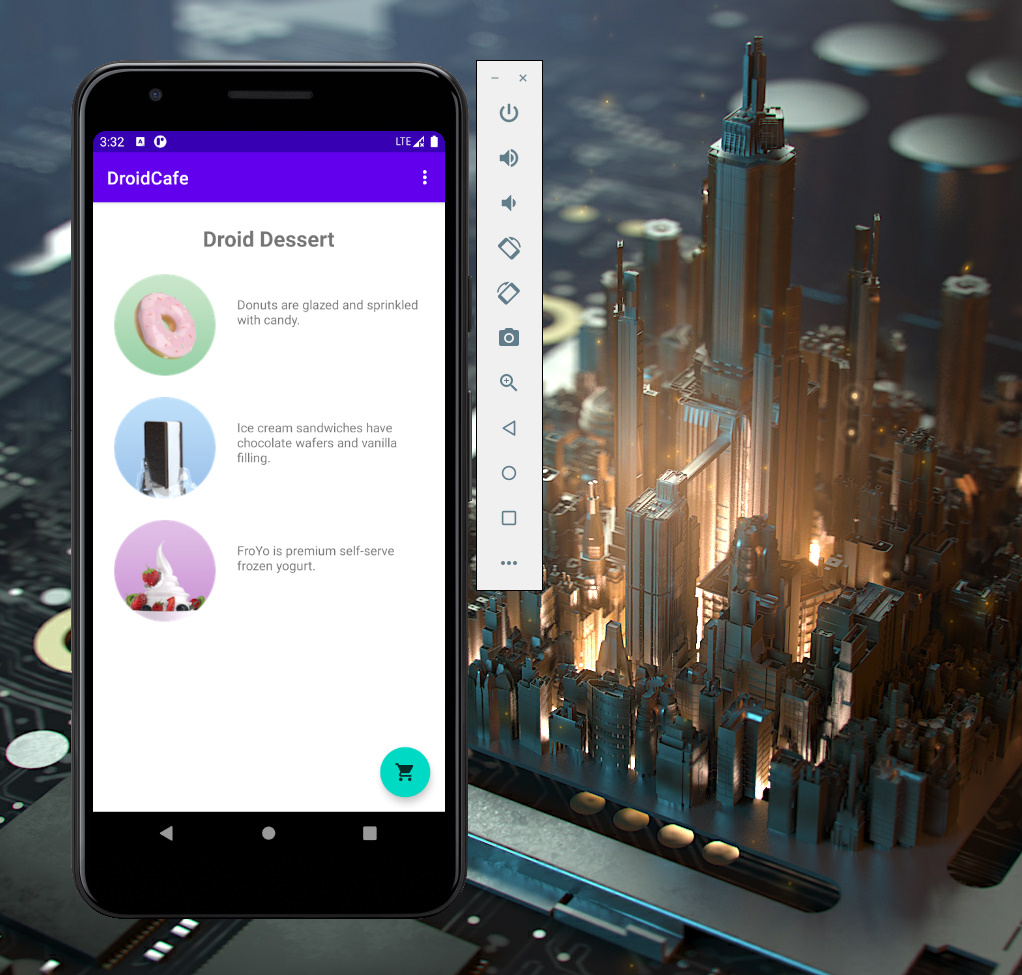 3:32
A
LTE
DroidCafe
Droid Dessert
Donuts are glazed and sprinkled
with candy.
Ice cream sandwiches have
chocolate wafers and vanilla
filling.
FroYo is premium self-serve
frozen yogurt.